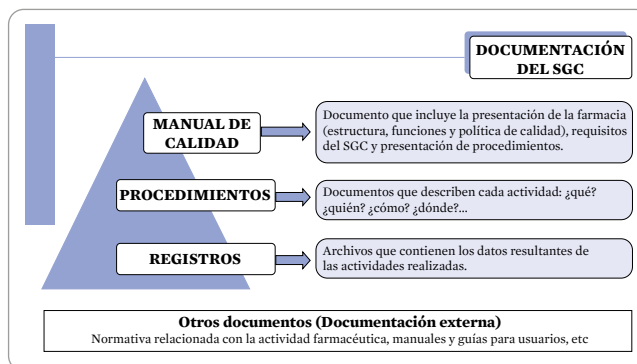 DOCUMENTACIÓN
DEL SGC
MANUAL DE
CALIDAD
Documento que incluye la presentación de la farmacia
(estructura, funciones y política de calidad), requisitos
del SGC y presentación de procedimientos.
PROCEDIMIENTOS
Documentos que describen cada actividad: ¿qué?
¿quién? ¿cómo? ¿dónde?...
REGISTROS
Archivos que contienen los datos resultantes de
las actividades realizadas.
Otros documentos (Documentación externa)
Normativa relacionada con la actividad farmacéutica, manuales y guías para usuarios, etc